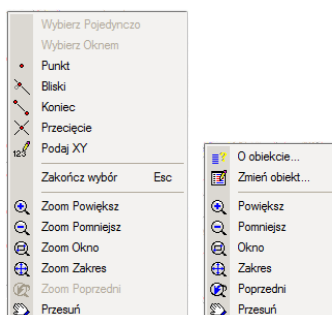 Wybierz Pojedynczo
Wybierz Oknem
Punkt
Bliski
Koniec
Przecięcie
123 Podaj XY
Zakończ wybór Esc
Zoom Powiększ
Zoom Pomniejsz
Zoom Okno
Zoom Zakres
Zoom Poprzedni
Przesuń
O obiekcie...
Zmień obiekt...
Powiększ
Pomniejsz
Okno
Zakres
Poprzedni
Przesuń